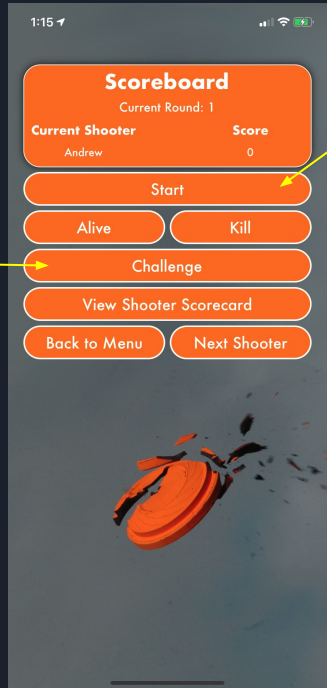 1:15
Scoreboard
Current Round: 1
Current Shooter Score
Andrew 0
Start
Alive Kill
Challenge
View Shooter Scorecard
Back to Menu Next Shooter